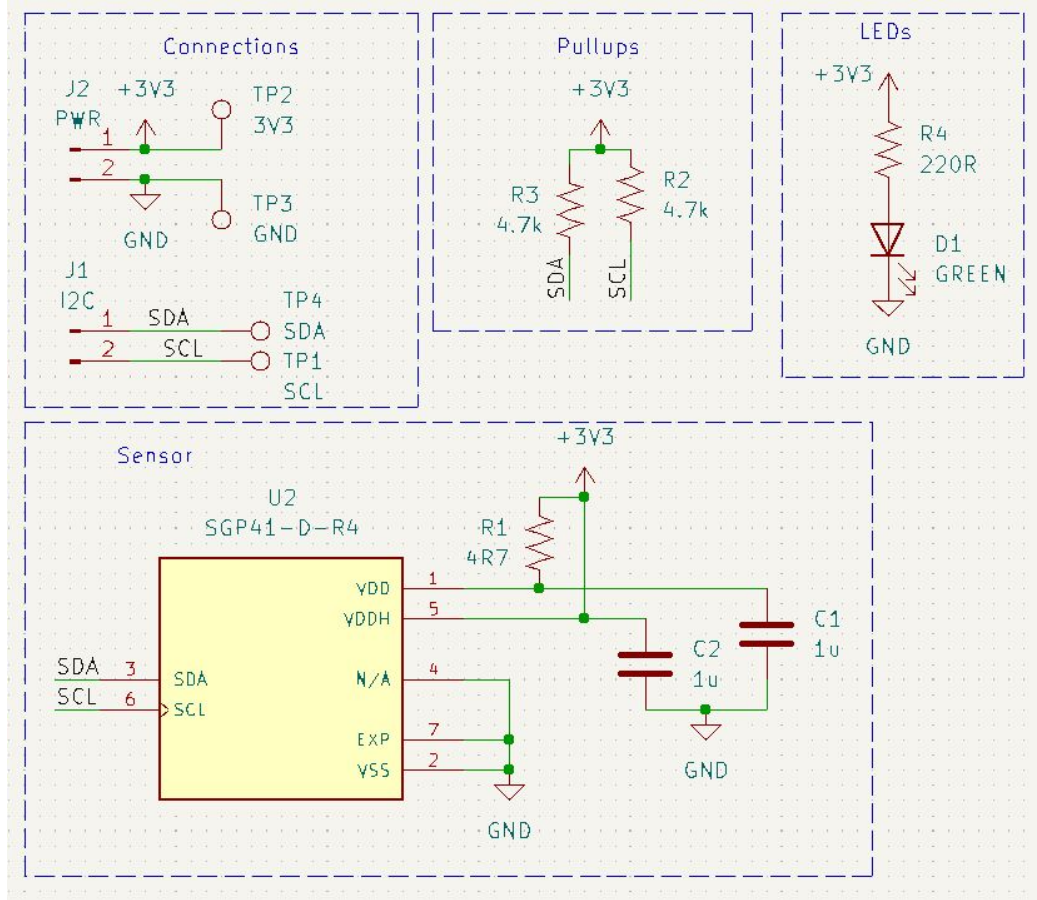 Connections
J2
PWR
+3V3
TP2
3V3
1
2
TP3
GND
GND
J1
I2C
1
SDA
TP4
SDA
2
SCL
TP1
SCL
Pullups
+3V3
R3
4.7k
R2
4.7k
SDA
SCL
LEDs
+3V3
R4
220R
D1
GREEN
GND
Sensor
+3V3
U2
SGP41-D-R4
R1
4R7
VDD
1
VDDH
5
C1
1u
C2
1u
SDA
3
SDA
N/A
4
SCL
6
SCL
EXP
7
VSS
2
GND
GND